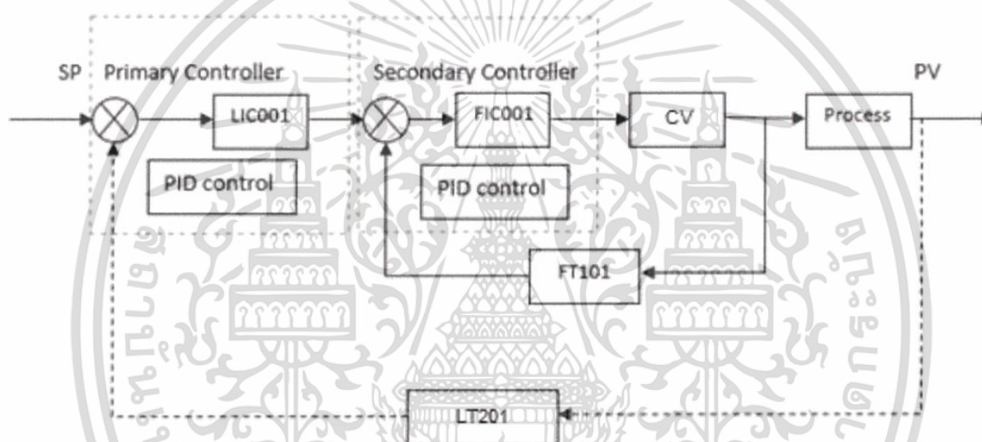 SP Primary Controller Secondary Controller PV
LIC001 FIC001 CV Process
PID control PID control
FT101
LT201